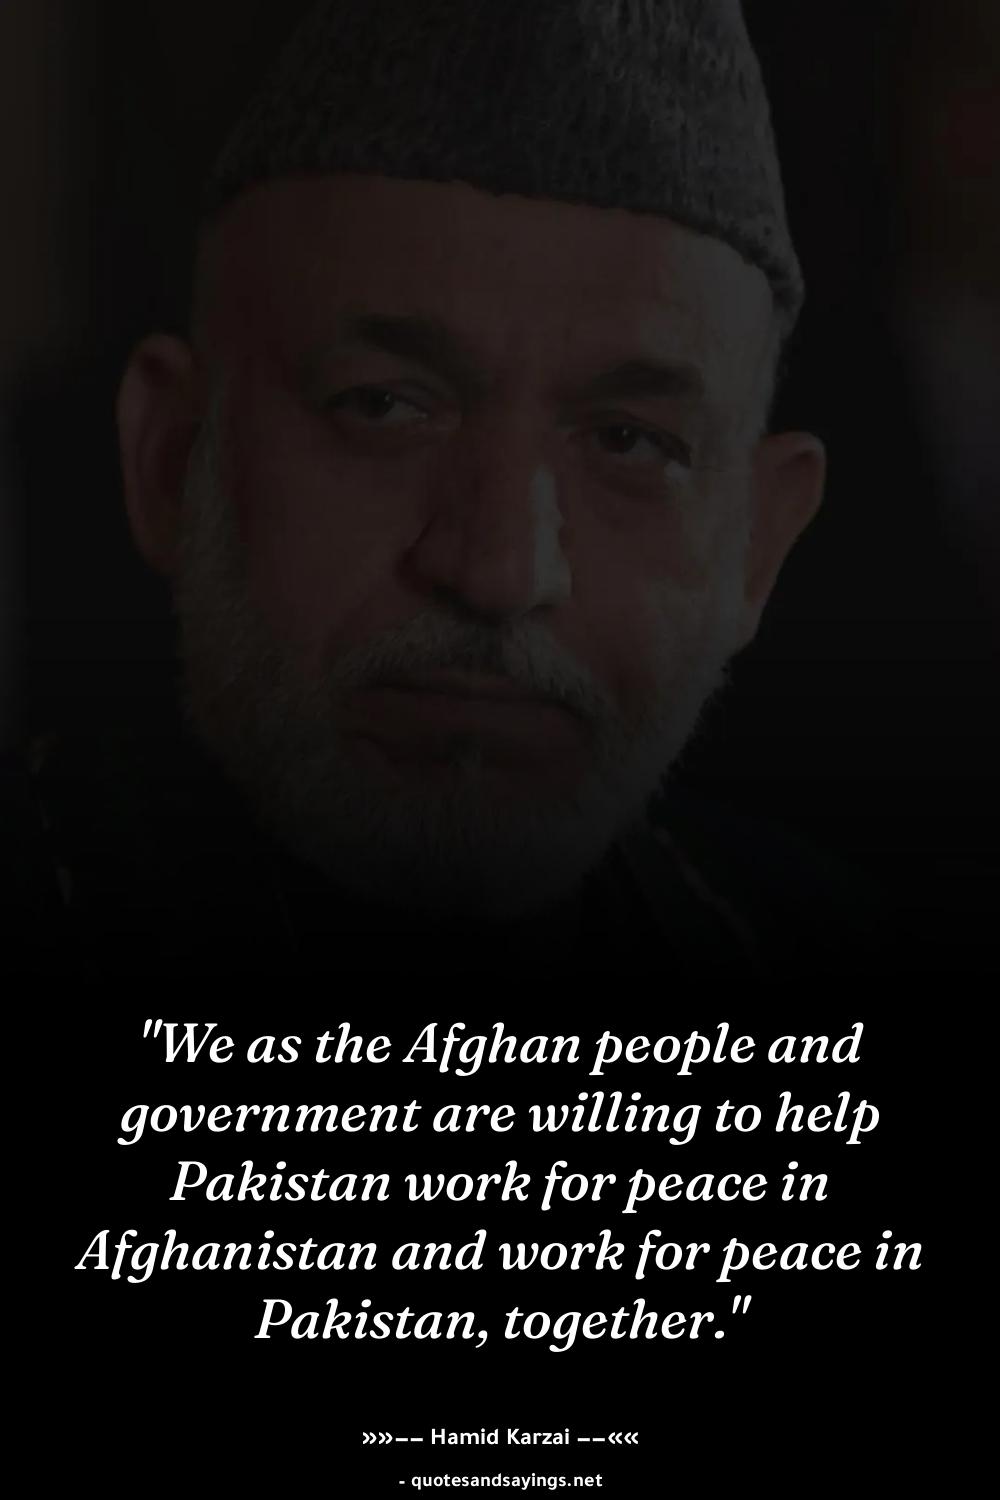 "We as the Afghan people and
government are willing to help
Pakistan work for peace in
Afghanistan and work for peace in
Pakistan, together."
»»–– Hamid Karzai ––««
- quotesandsayings.net